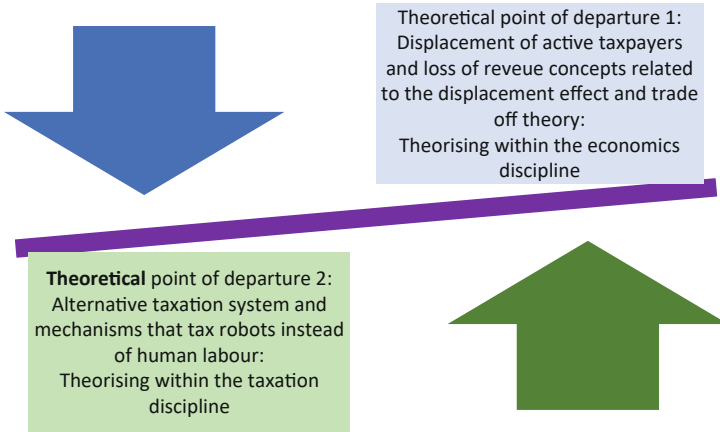 Theoretical point of departure 1:
Displacement of active taxpayers
and loss of reveue concepts related
to the displacement effect and trade
off theory:
Theorising within the economics
discipline
Theoretical point of departure 2:
Alternative taxation system and
mechanisms that tax robots instead
of human labour:
Theorising within the taxation
discipline